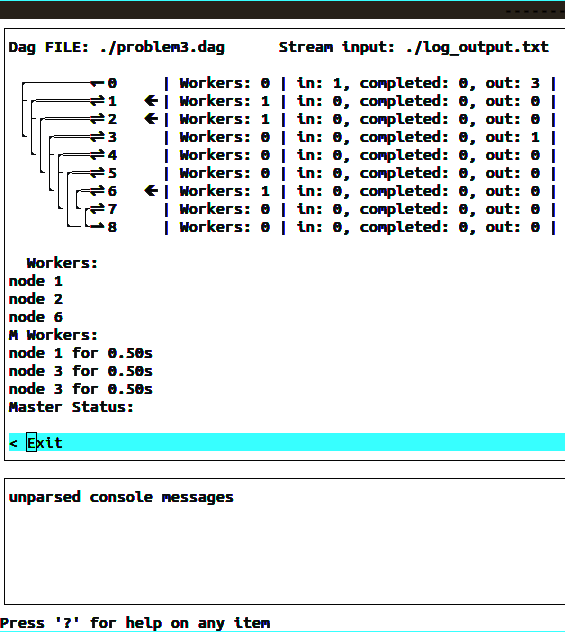 Dag FILE: ./problem3.dag Stream input: ./log_output.txt
0 | Workers: 0 | in: 1, completed: 0, out: 3 |
1 | Workers: 1 | in: 0, completed: 0, out: 0 |
2 | Workers: 1 | in: 0, completed: 0, out: 0 |
3 | Workers: 0 | in: 0, completed: 0, out: 1 |
4 | Workers: 0 | in: 0, completed: 0, out: 0 |
5 | Workers: 0 | in: 0, completed: 0, out: 0 |
6 | Workers: 1 | in: 0, completed: 0, out: 0 |
7 | Workers: 0 | in: 0, completed: 0, out: 0 |
8 | Workers: 0 | in: 0, completed: 0, out: 0 |
Workers:
node 1
node 2
node 6
M Workers:
node 1 for 0.50s
node 3 for 0.50s
node 3 for 0.50s
Master Status:
< Exit
unparsed console messages
Press '?' for help on any item